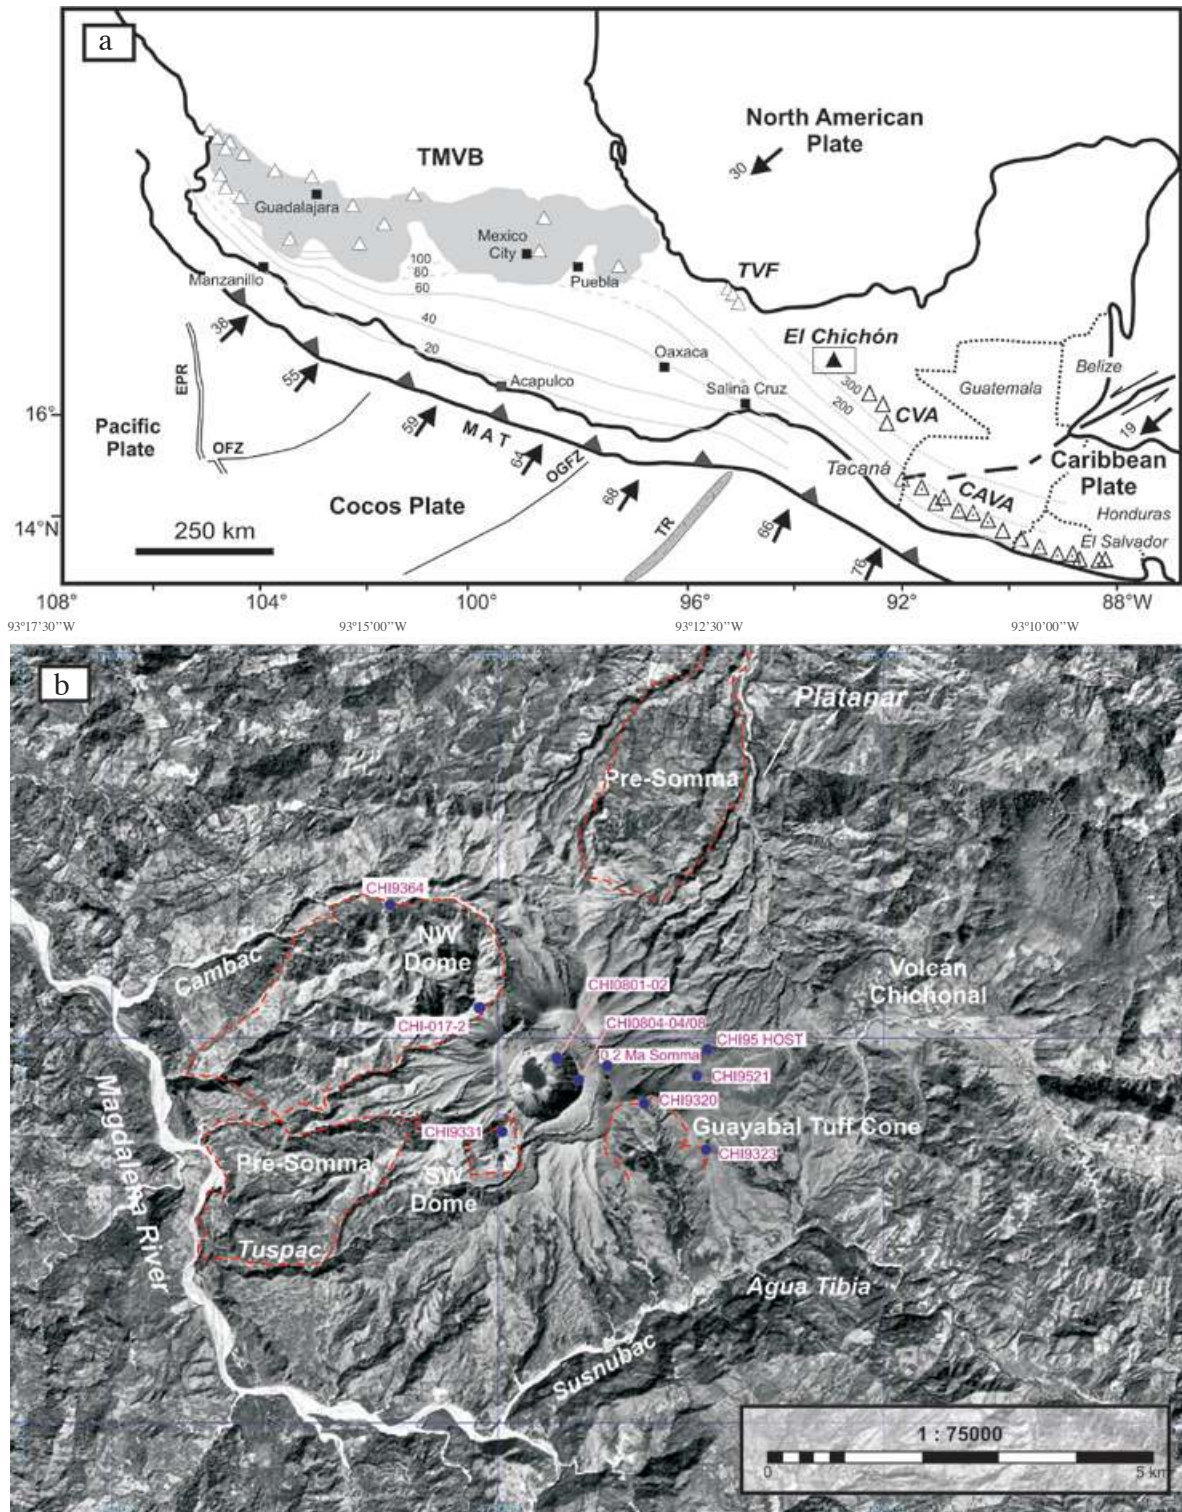 a
North American
Plate
30
TMVB
Guadalajara
Mexico
City
Puebla
TVF
Manzanillo
100
80
60
40
20
El Chichón
Oaxaca
Salina Cruz
Acapulco
300
200
CVA
Guatemala
Belize
38
55
59
64
68
66
76
19
EPR
OFZ
16°
Pacific
Plate
MAT
OGFZ
Tacaná
CAVA
Caribbean
Plate
Cocos Plate
TR
Honduras
El Salvador
14°N
250 km
108°
104°
100°
96°
92°
88°W
93°17'30"W
93°15'00"W
93°12'30"W
93°10'00"W
b
Platanar
Pre-Somma
CHI9364
NW
Dome
Cambac
Volcan
Chichonal
CHI0801-02
CHI-017-2
CHI0804-04/08
CHI95 HOST
0.2 Ma Somma
CHI9521
CHI9320
Magdalena River
CHI9331
Guayabal Tuff Cone
CHI9323
Pre-Somma
SW
Dome
Tuspac
Agua Tibia
Susnubac
1 : 75000
0
5 km